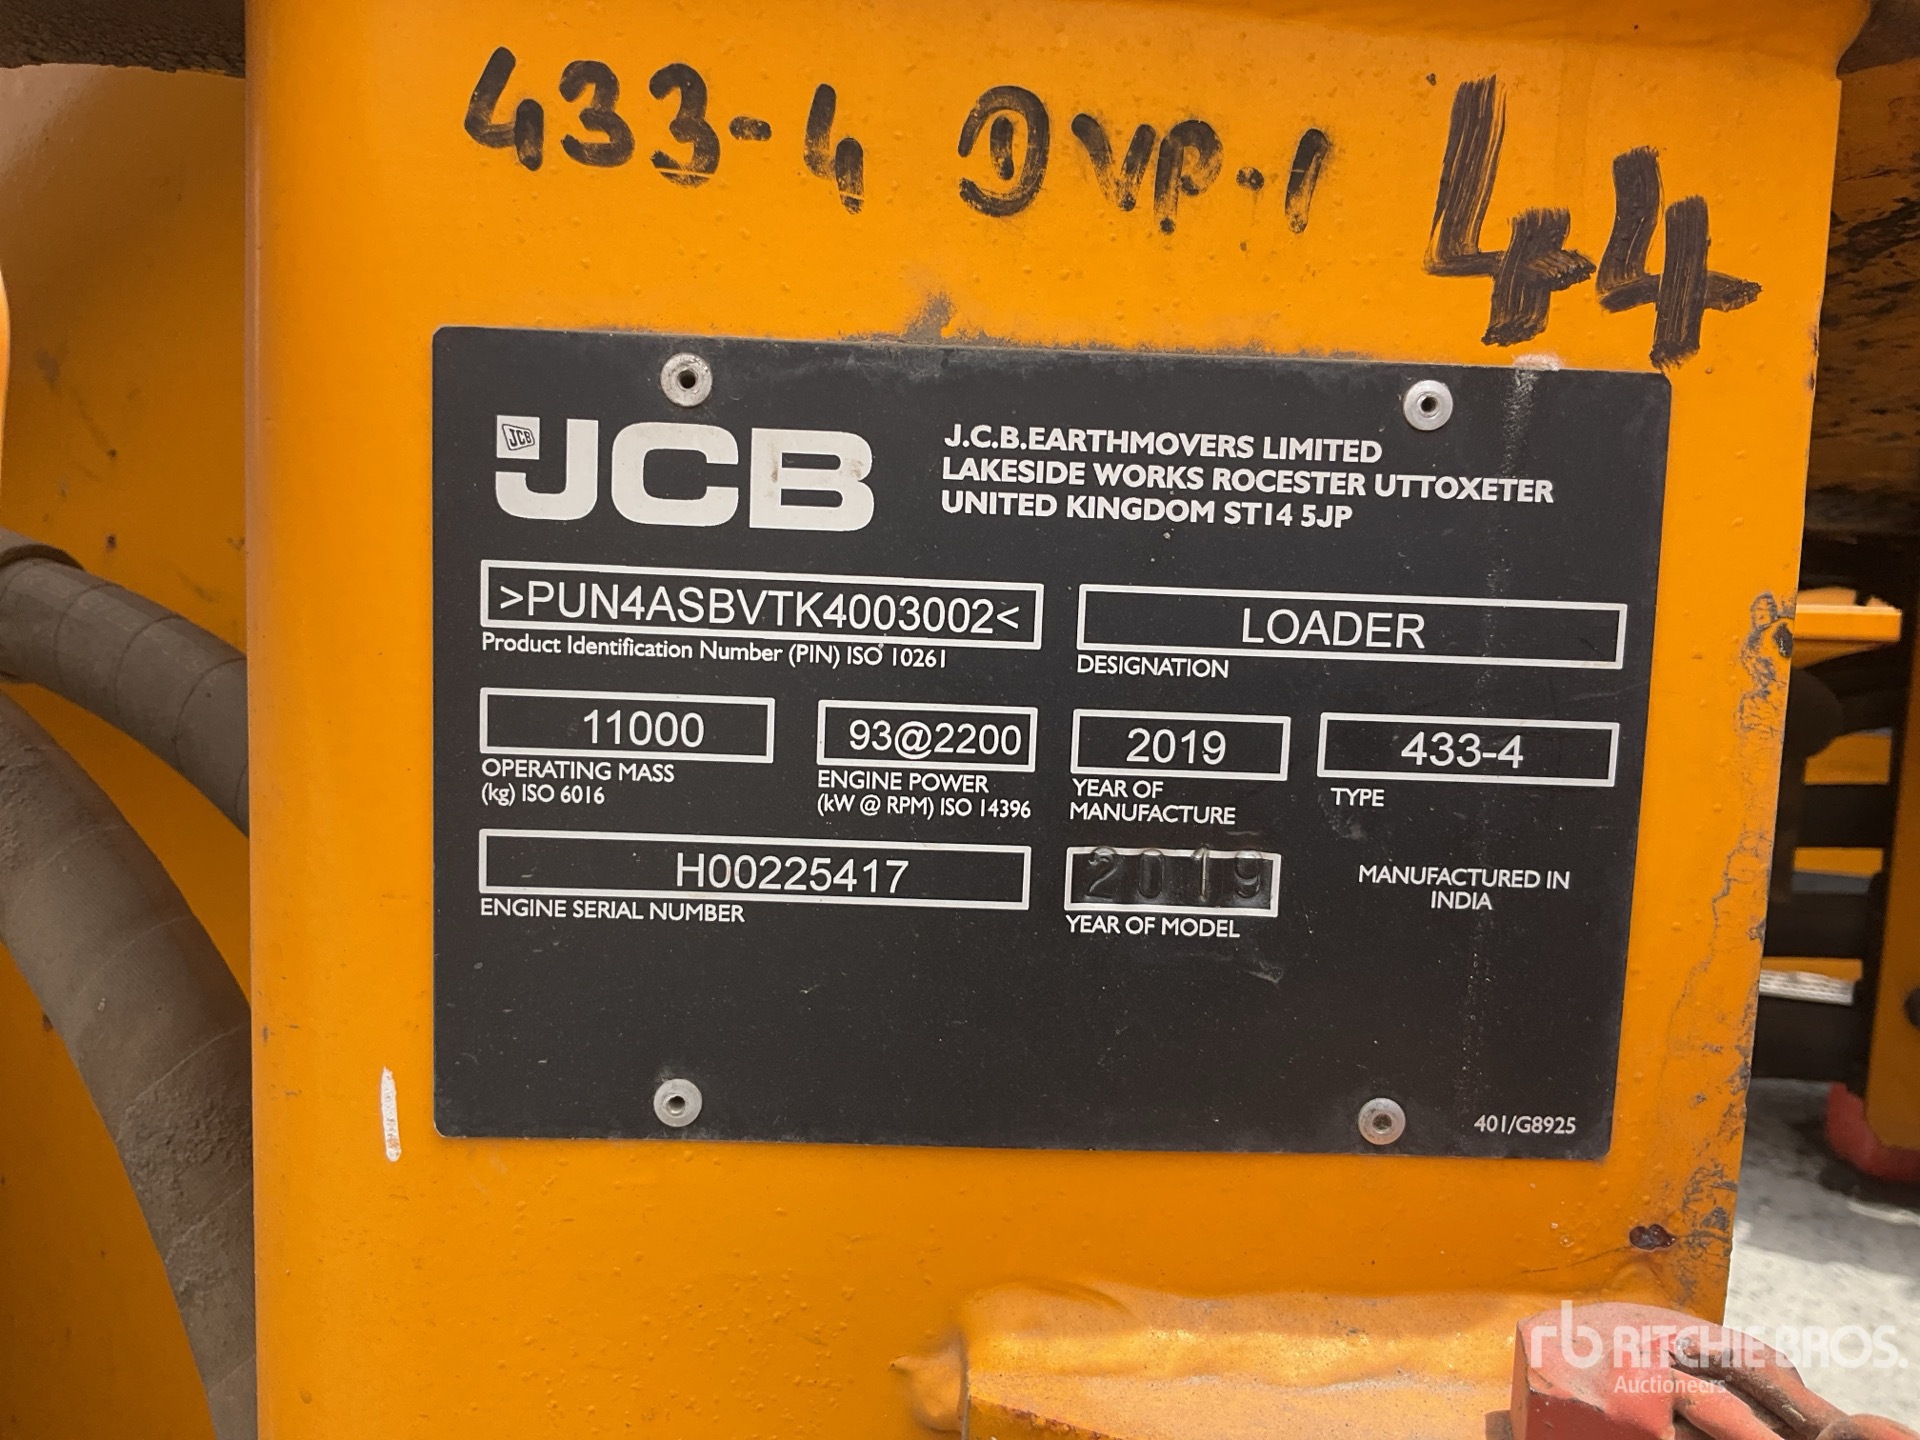 433-4 DVP-1 44
JCB JCB
J.C.B.EARTHMOVERS LIMITED
LAKESIDE WORKS ROCESTER UTTOXETER
UNITED KINGDOM ST14 5JP
>PUN4ASBVTK4003002<
Product Identification Number (PIN) ISO 10261
LOADER
DESIGNATION
11000
OPERATING MASS
(kg) ISO 6016
93@2200
ENGINE POWER
(kW @ RPM) ISO 14396
2019
YEAR OF
MANUFACTURE
433-4
TYPE
H00225417
ENGINE SERIAL NUMBER
2019
YEAR OF MODEL
MANUFACTURED IN
INDIA
401/G8925
rb RITCHIE BROS.
Auctioneers